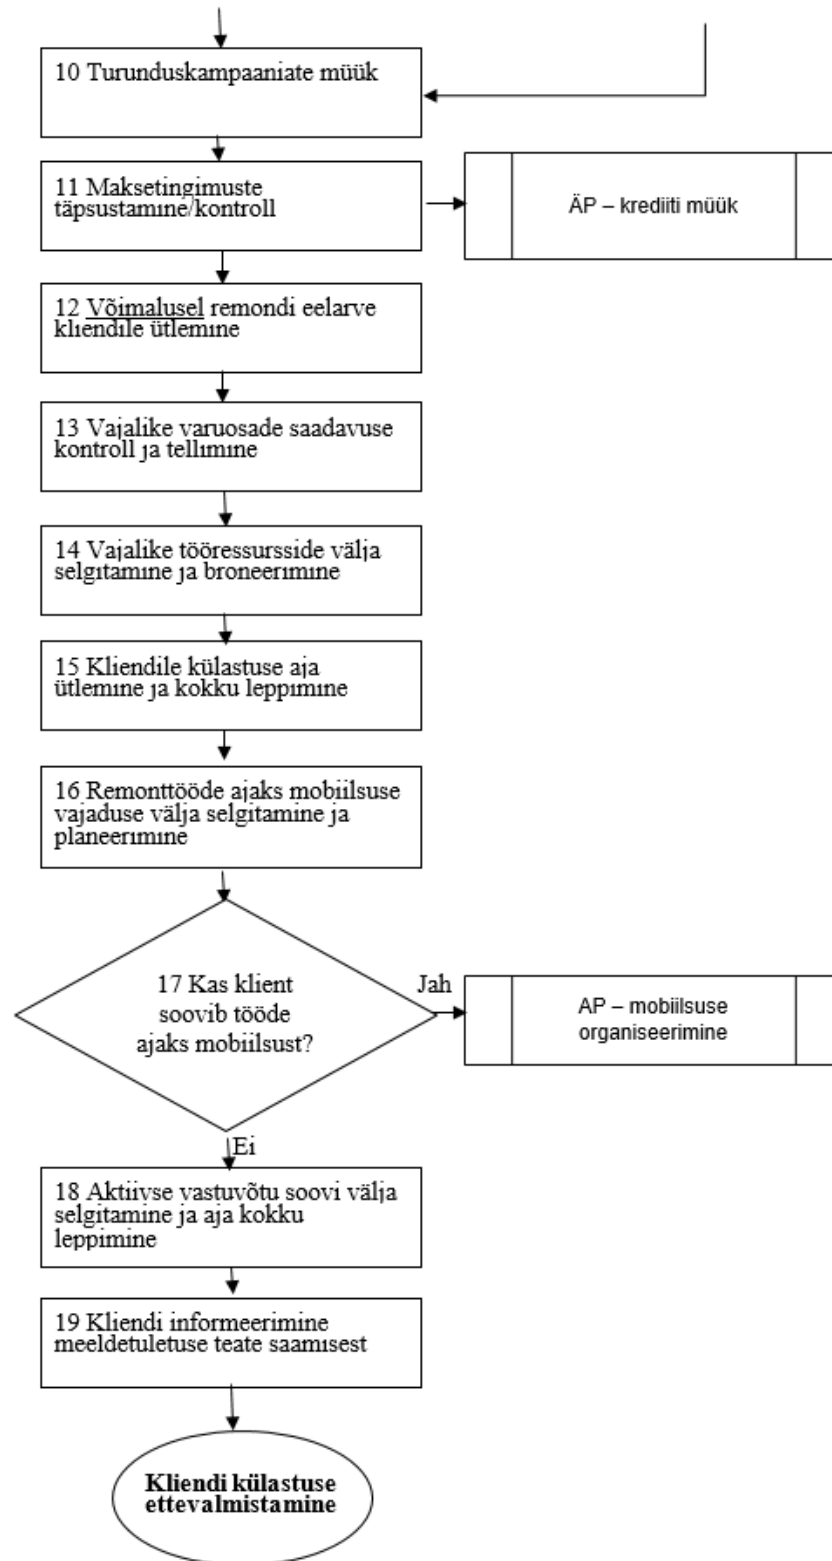 10 Turunduskampaaniate müük
11 Maksetingimuste
täpsustamine/kontroll
ÄP – krediiti müük
12 Võimalusel remondi eelarve
kliendile ütlemine
13 Vajalike varuosade saadavuse
kontroll ja tellimine
14 Vajalike tööressursside välja
selgitamine ja broneerimine
15 Kliendile külastuse aja
ütlemine ja kokku leppimine
16 Remonttööde ajaks mobiilsuse
vajaduse välja selgitamine ja
planeerimine
17 Kas klient
soovib tööde
ajaks mobiilsust?
Jah
AP – mobiilsuse
organiseerimine
Ei
18 Aktiivse vastuvõtu soovi välja
selgitamine ja aja kokku
leppimine
19 Kliendi informeerimine
meeldetuletuse teate saamisest
Kliendi külastuse
ettevalmistamine